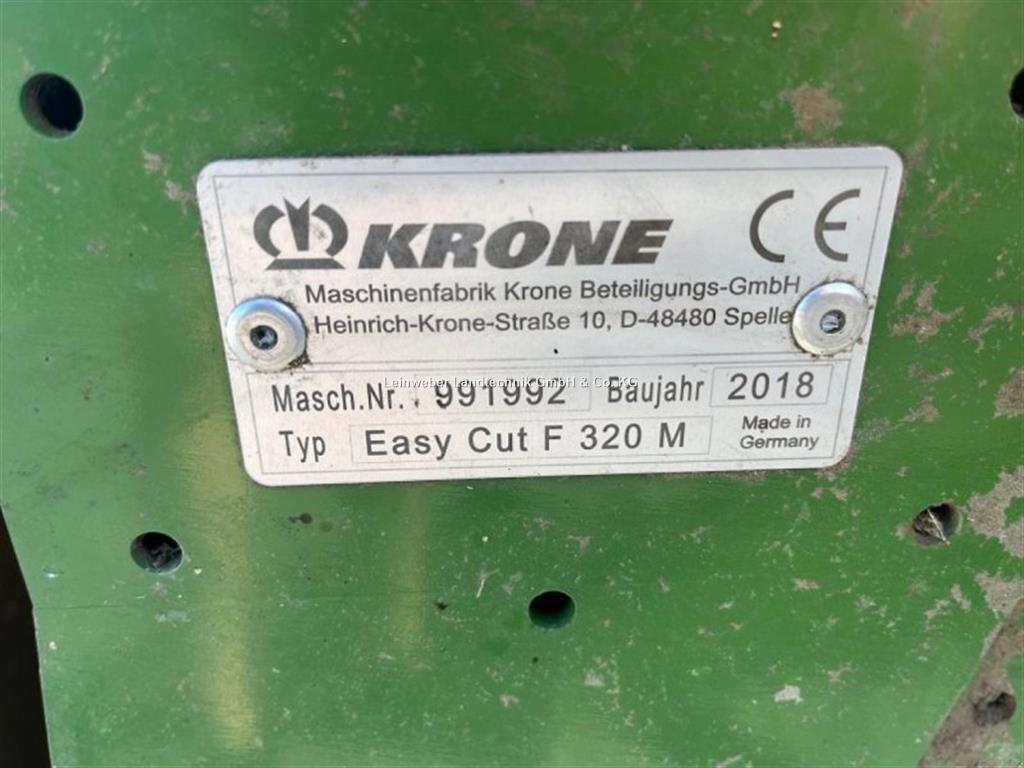 KRONE CE
Maschinenfabrik Krone Beteiligungs-GmbH
Heinrich-Krone-Straße 10, D-48480 Spelle
Leinweber Landtechnik GmbH & Co. KG
Masch.Nr. 991992 Baujahr 2018
Typ Easy Cut F 320 M Made in
Germany